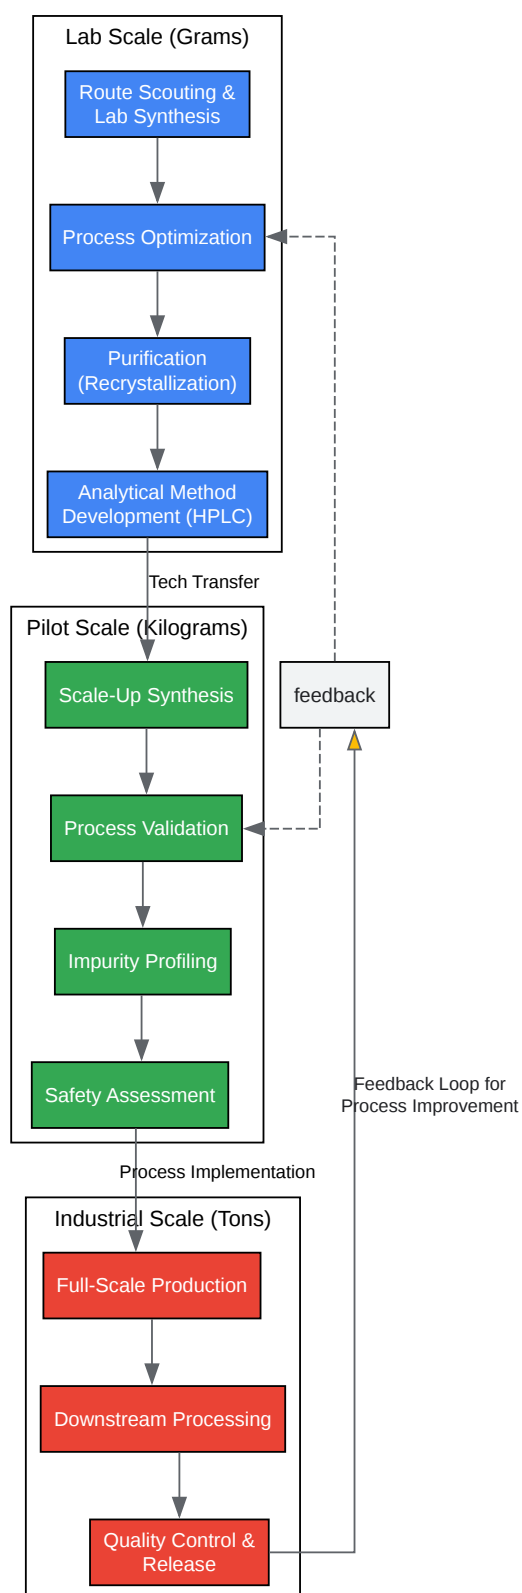 Lab Scale (Grams)
Route Scouting &
Lab Synthesis
Process Optimization
Purification
(Recrystallization)
Analytical Method
Development (HPLC)
Tech Transfer
Pilot Scale (Kilograms)
Scale-Up Synthesis
feedback
Process Validation
Impurity Profiling
Safety Assessment
Feedback Loop for
Process Improvement
Process Implementation
Industrial Scale (Tons)
Full-Scale Production
Downstream Processing
Quality Control &
Release